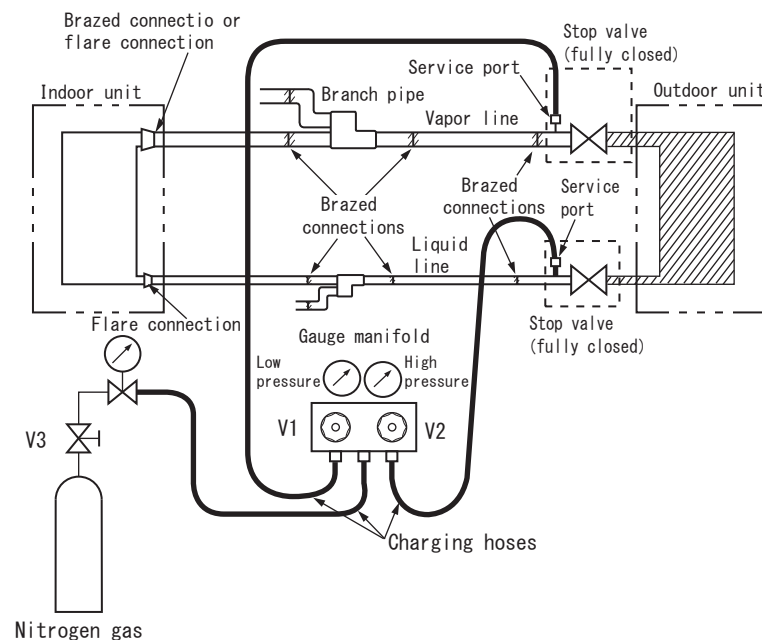 Brazed connectio or
flare connection
Stop valve
(fully closed)
Service port
Indoor unit
Branch pipe
Vapor line
Outdoor unit
Brazed
connections
Brazed
connections
Service
port
Liquid
line
Flare connection
Stop valve
(fully closed)
Gauge manifold
Low
pressure
High
pressure
V3
V1
V2
Charging hoses
Nitrogen gas